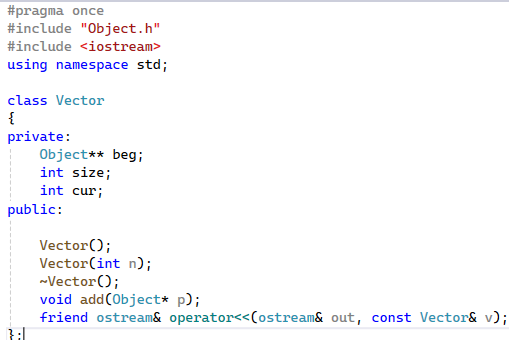 #pragma once
#include "Object.h"
#include <iostream>
using namespace std;
class Vector
{
private:
Object** beg;
int size;
int cur;
public:
Vector();
Vector(int n);
~Vector();
void add(Object* p);
friend ostream& operator<<(ostream& out, const Vector& v);
};